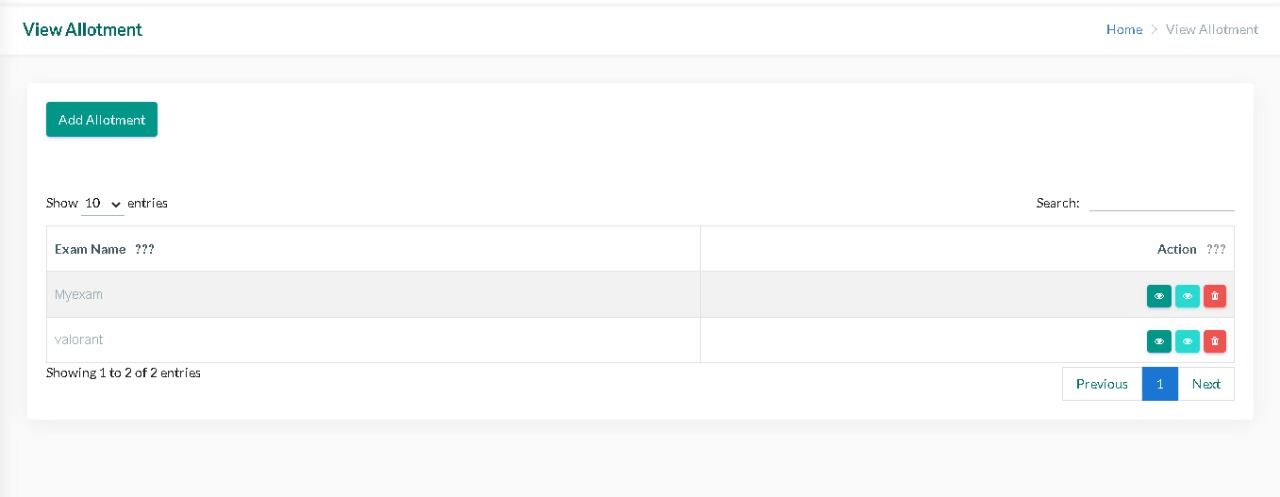 View Allotment
Home > View Allotment
Add Allotment
Show 10 entries
Search:
Exam Name ???
Action ???
Myexam
valorant
Showing 1 to 2 of 2 entries
Previous 1 Next